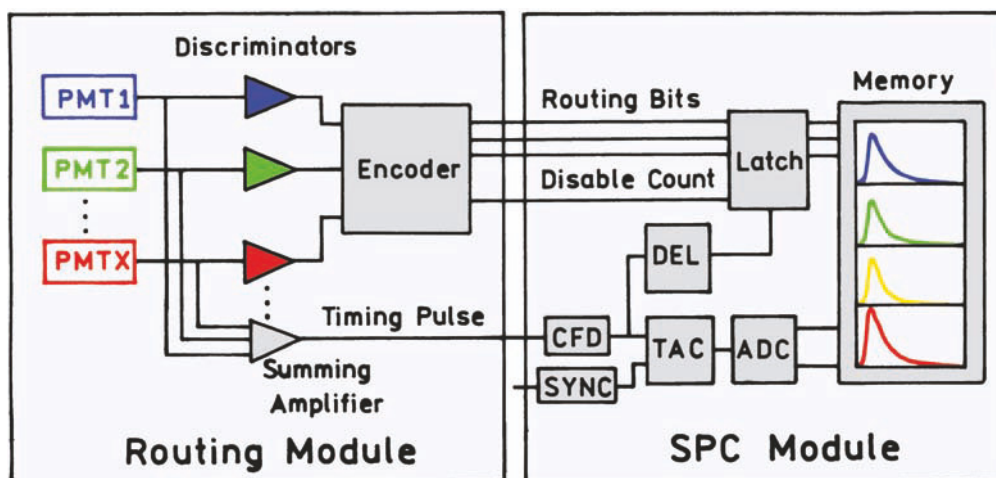 Discriminators
PMT1
PMT2
PMTX
Encoder
Summing
Amplifier
Timing Pulse
Routing Module
Routing Bits
Disable Count
Latch
Memory
DEL
CFD
TAC
ADC
SYNC
SPC Module